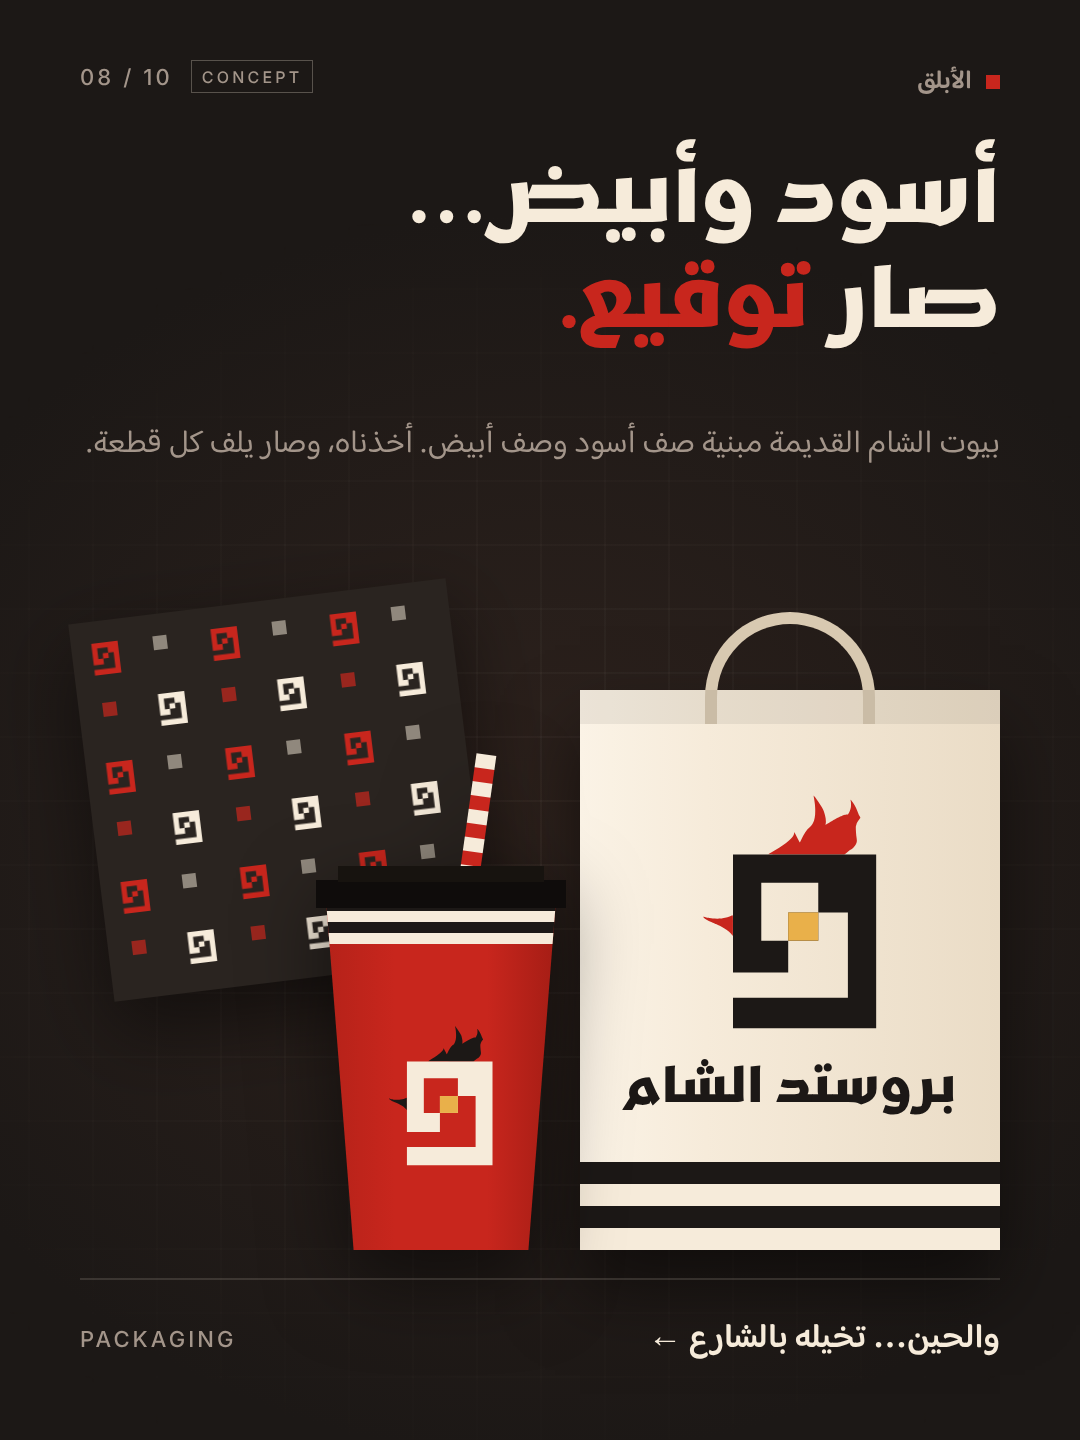 الأبلق
08 / 10
CONCEPT
أسود وأبيض...
صار توقيع.
بيوت الشام القديمة مبنية صف أسود وصف أبيض. أخذناه، وصار يلف كل قطعة.
بروستد الشام
والحين... تخيله بالشارع ←
PACKAGING